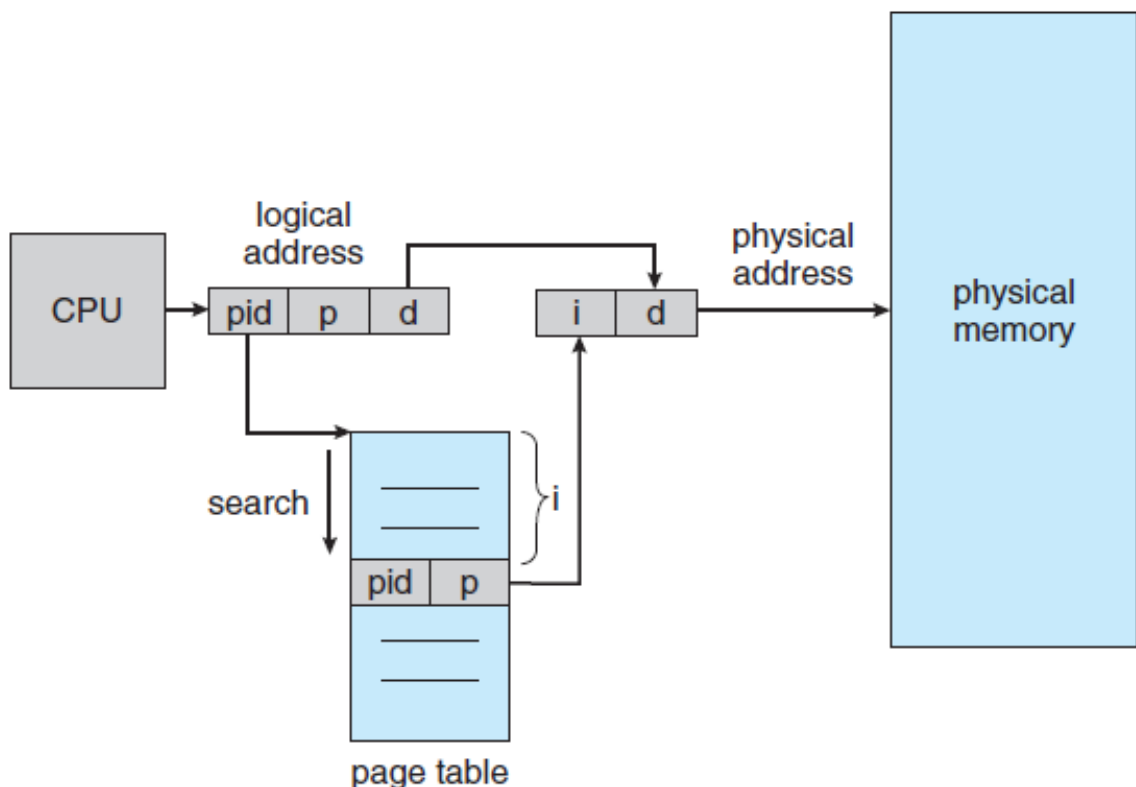 logical
address
physical
address
CPU
pid p d
i d
physical
memory
search
i
pid p
page table